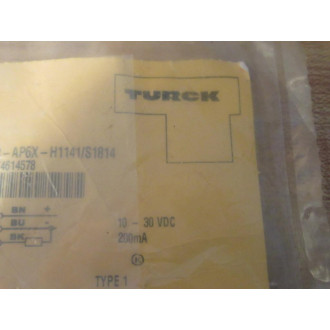 TURCK
-AP6X-H1141/S1814
4614578
BN +
BU -
BK
10 - 30 VDC
200mA
TYPE 1